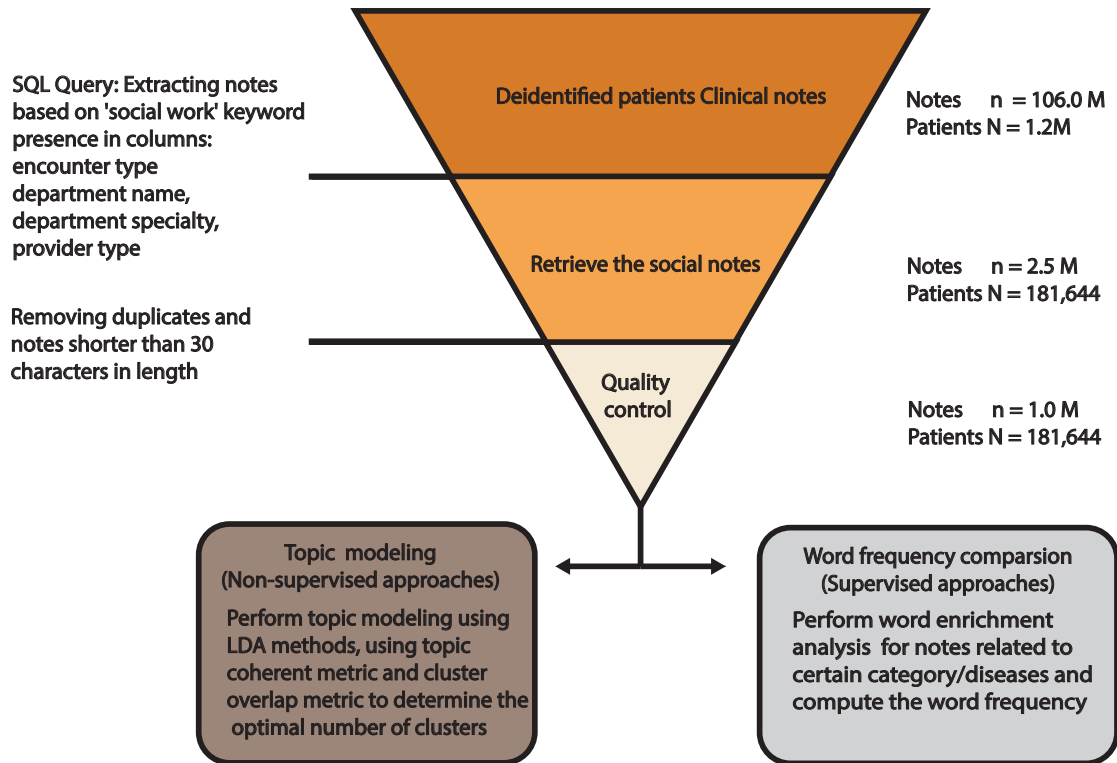 SQL Query: Extracting notes
based on 'social work' keyword
presence in columns:
encounter type
department name,
department specialty,
provider type
Deidentified patients Clinical notes
Notes n = 106.0 M
Patients N = 1.2M
Retrieve the social notes
Notes n = 2.5 M
Patients N = 181,644
Removing duplicates and
notes shorter than 30
characters in length
Quality
control
Notes n = 1.0 M
Patients N = 181,644
Topic modeling
(Non-supervised approaches)
Perform topic modeling using
LDA methods, using topic
coherent metric and cluster
overlap metric to determine the
optimal number of clusters
Word frequency comparsion
(Supervised approaches)
Perform word enrichment
analysis for notes related to
certain category/diseases and
compute the word frequency